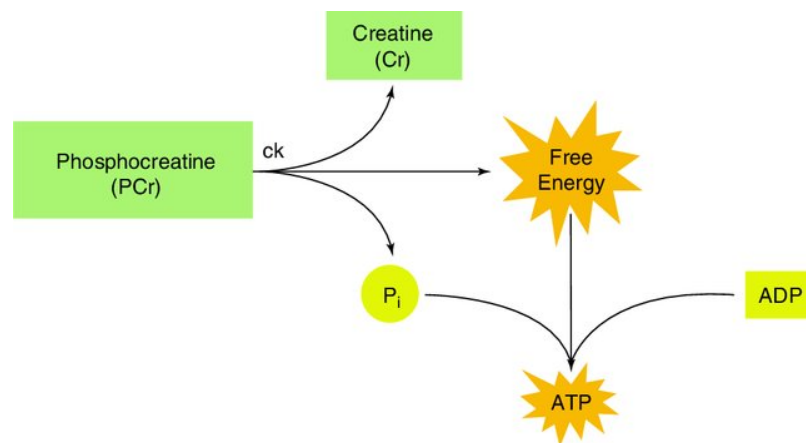 Creatine
(Cr)
Phosphocreatine
(PCr)
ck
Free
Energy
Pi
ADP
ATP